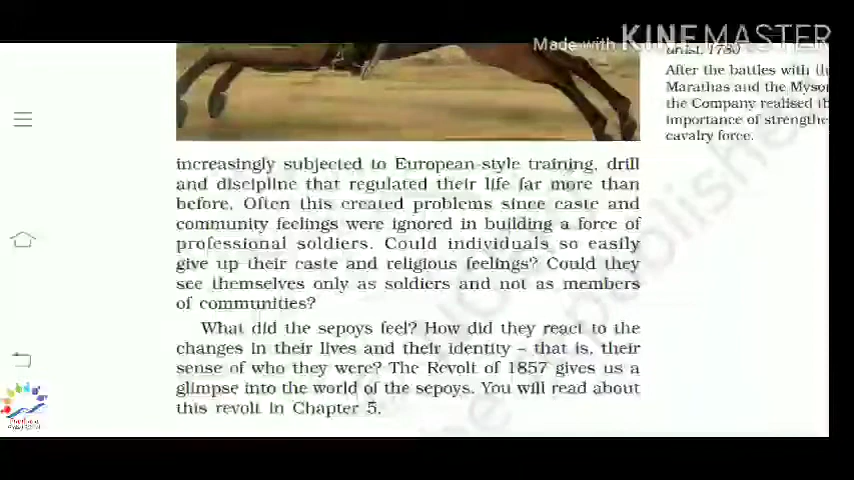 Made with KINEMASTER
After the battles with
Marathas and the
the Company realised
importance of
cavalry force.
increasingly subjected to European-style training, drill
and discipline that regulated their life far more than
before. Often this created problems since caste and
community feelings were ignored in building a force of
professional soldiers. Could individuals so easily
give up their caste and religious feelings? Could they
see themselves only as soldiers and not as members
of communities?
What did the sepoys feel? How did they react to the
changes in their lives and their identity – that is, their
sense of who they were? The Revolt of 1857 gives us a
glimpse into the world of the sepoys. You will read about
this revolt in Chapter 5.